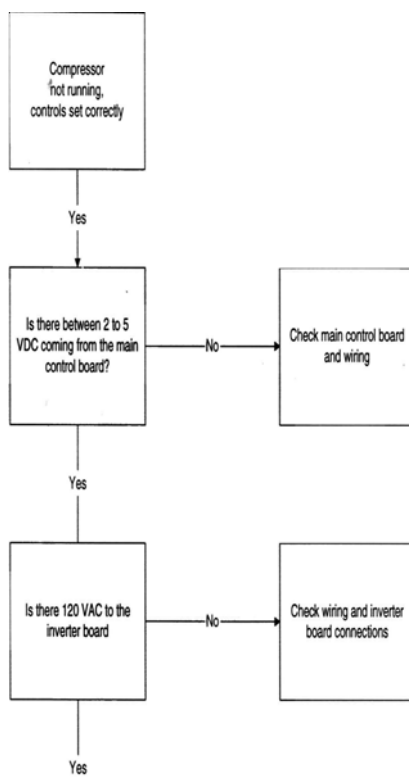 Compressor
not running,
controls set correctly
Yes
Is there between 2 to 5
VDC coming from the main
control board?
No
Check main control board
and wiring
Yes
Is there 120 VAC to the
inverter board
No
Check wiring and inverter
board connections
Yes